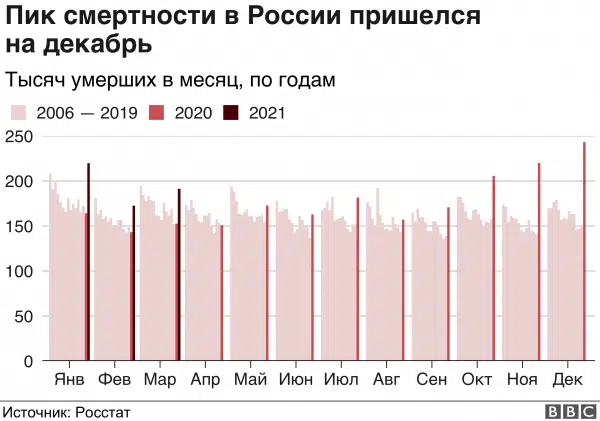 Пик смертности в России пришелся
на декабрь
Тысяч умерших в месяц, по годам
2006 — 2019 2020 2021
250
200
150
100
50
0
Янв Фев Мар Апр Май Июн Июл Авг Сен Окт Ноя Дек
Источник: Росстат BBC